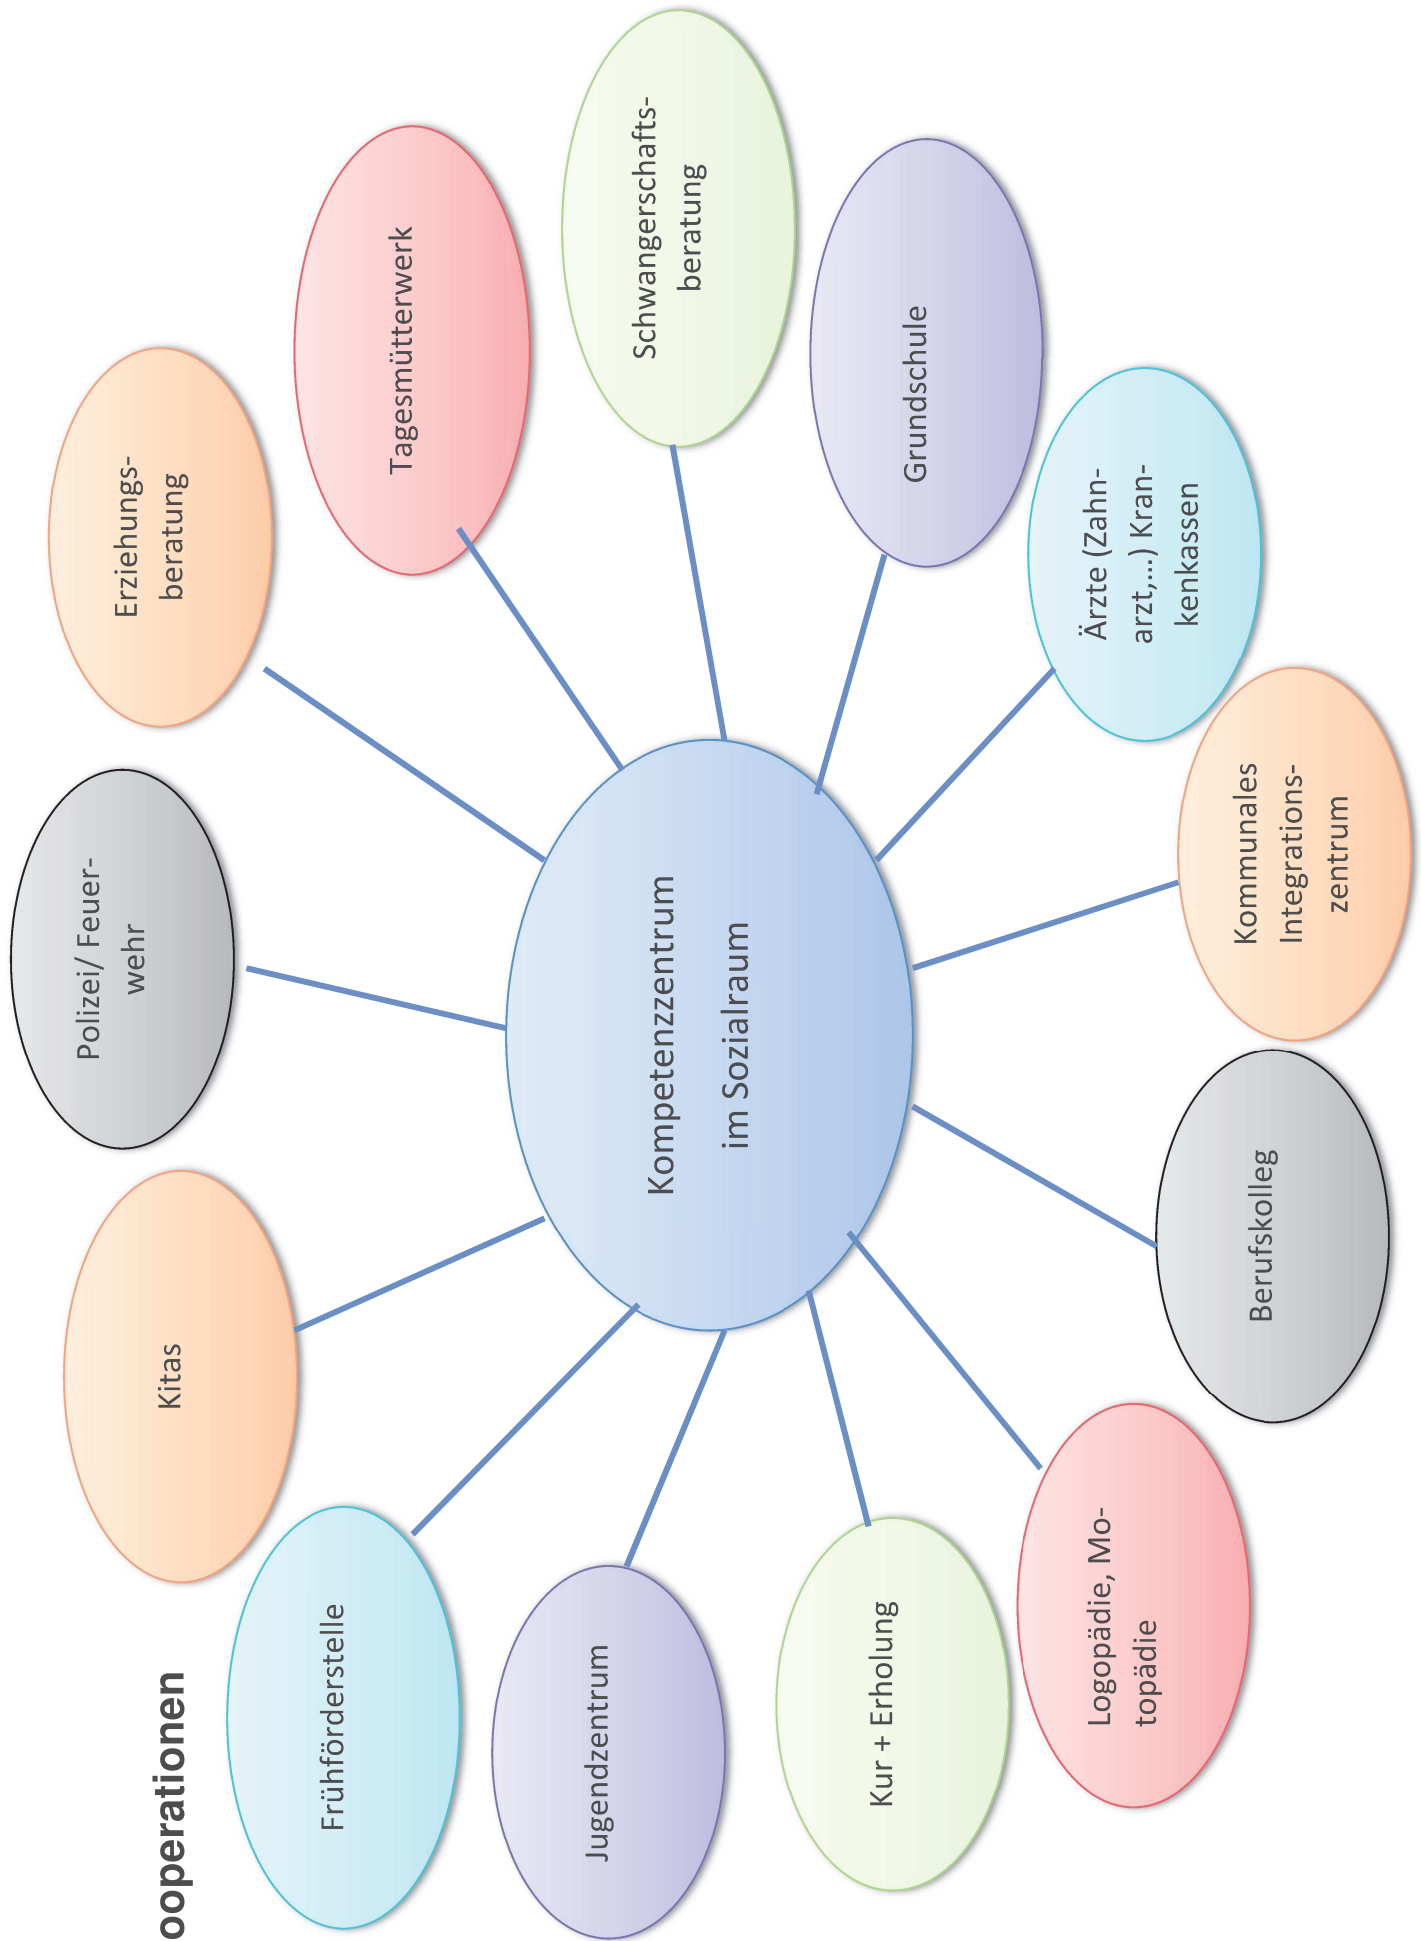 ooperationen
Kitas
Polizei/ Feuer-
wehr
Erziehungs-
beratung
Tagesmütterwerk
Schwangerschafts-
beratung
Grundschule
Ärzte (Zahn-
arzt,...) Kran-
kenkassen
Kommunales
Integrations-
zentrum
Berufskolleg
Logopädie, Mo-
topädie
Kur + Erholung
Jugendzentrum
Frühförderstelle
Kompetenzzentrum
im Sozialraum